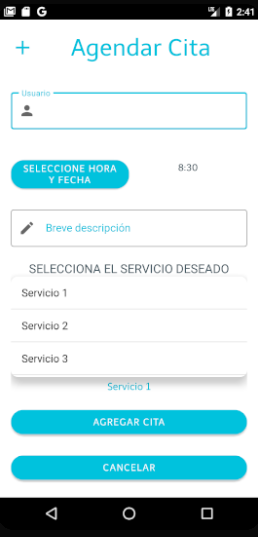 2:41
+ Agendar Cita
Usuario
SELECCIONE HORA
Y FECHA
8:30
Breve descripción
SELECCIONA EL SERVICIO DESEADO
Servicio 1
Servicio 2
Servicio 3
Servicio 1
AGREGAR CITA
CANCELAR